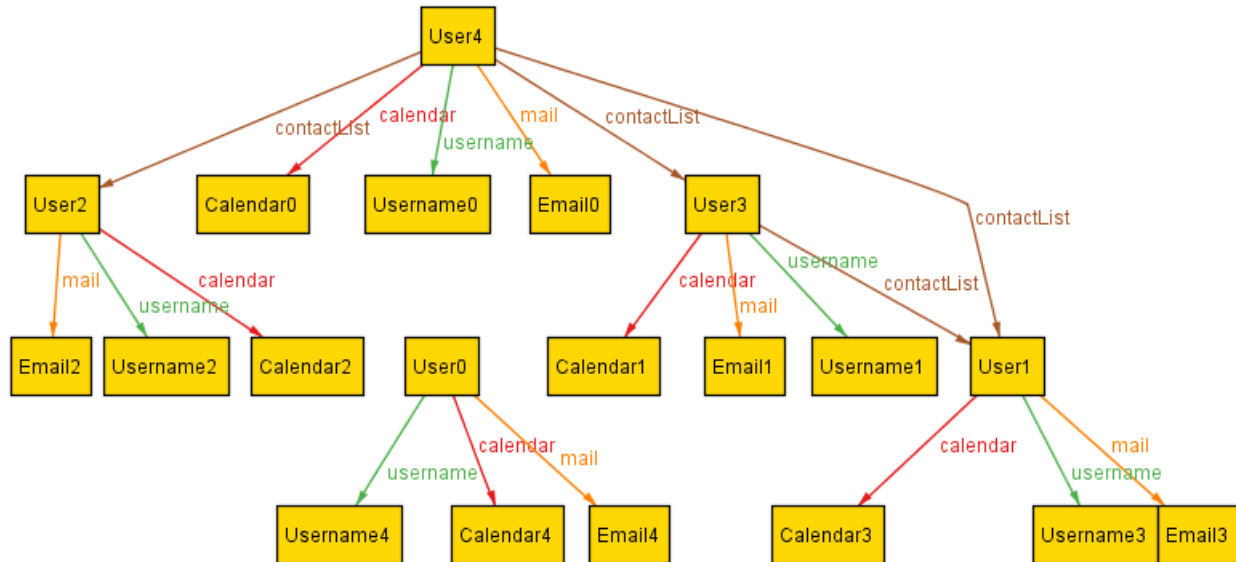 User4
contactList
calendar
username
mail
contactList
contactList
User2
Calendar0
Username0
Email0
User3
mail
username
calendar
calendar
mail
username
contactList
Email2
Username2
Calendar2
User0
Calendar1
Email1
Username1
User1
username
calendar
mail
calendar
username
mail
Username4
Calendar4
Email4
Calendar3
Username3
Email3